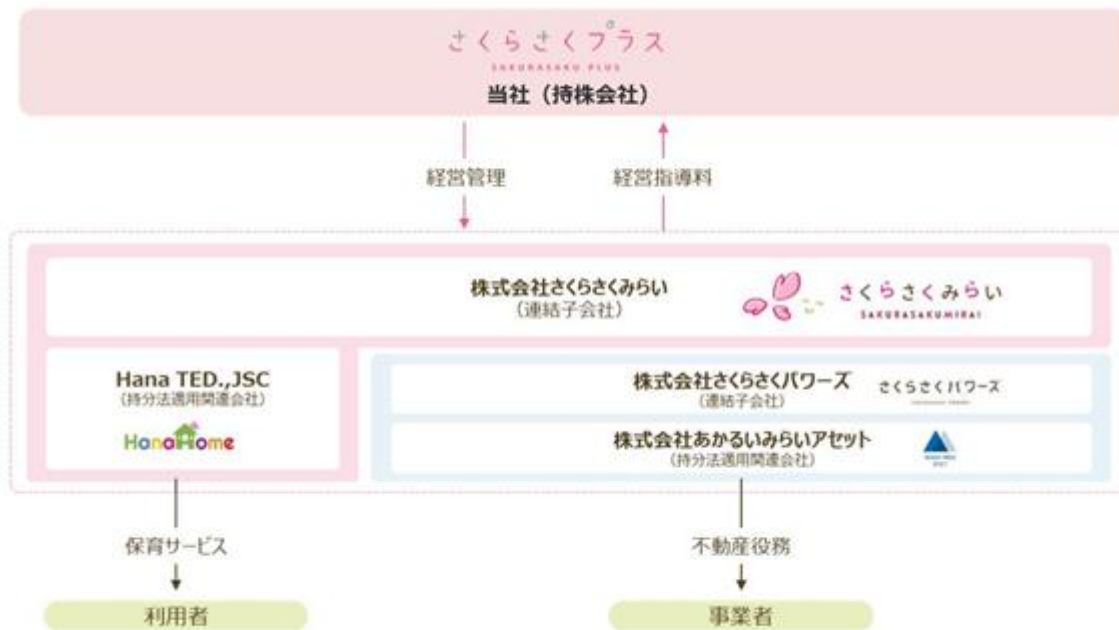 さくらさくプラス
SAKURASAKU PLUS
当社（持株会社）
経営管理
経営指導料
株式会社さくらさくみらい
（連結子会社）
さくらさくみらい
SAKURASAKUMIRAI
Hana TED.,JSC
（持分法適用関連会社）
HanaHome
株式会社さくらさくパワーズ
（連結子会社）
さくらさくパワーズ
株式会社あかるいみらいアセット
（持分法適用関連会社）
保育サービス
不動産役務
利用者
事業者